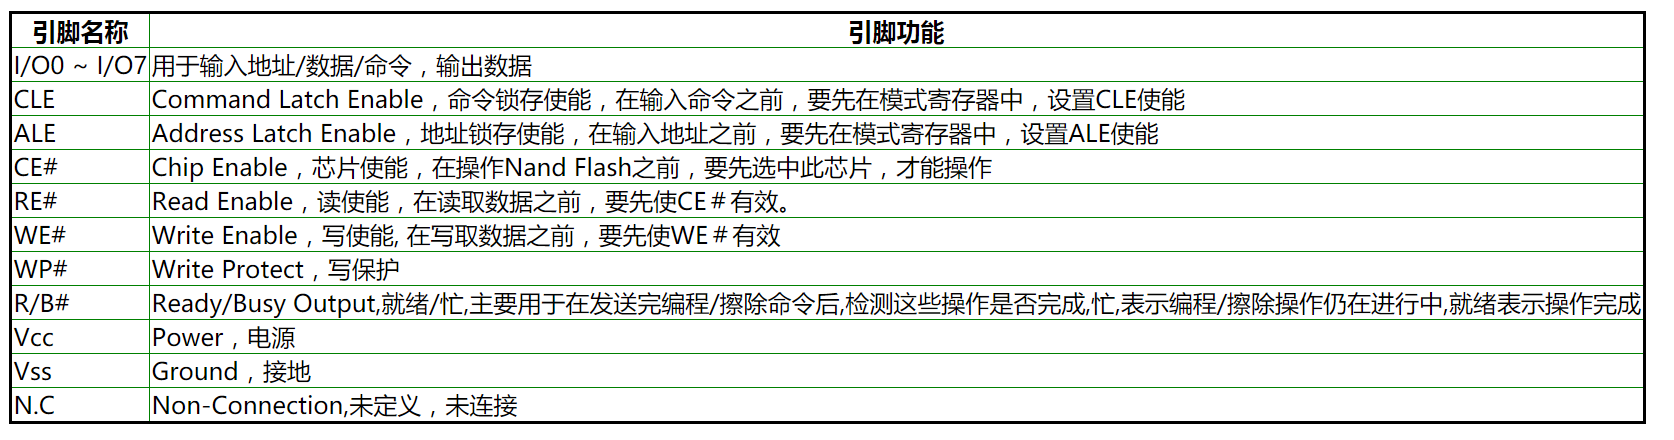 引脚名称 引脚功能
I/O0 ~ I/O7 用于输入地址/数据/命令，输出数据
CLE Command Latch Enable，命令锁存使能，在输入命令之前，要先在模式寄存器中，设置CLE使能
ALE Address Latch Enable，地址锁存使能，在输入地址之前，要先在模式寄存器中，设置ALE使能
CE# Chip Enable，芯片使能，在操作Nand Flash之前，要先选中此芯片，才能操作
RE# Read Enable，读使能，在读取数据之前，要先使CE＃有效。
WE# Write Enable，写使能, 在写取数据之前，要先使WE＃有效
WP# Write Protect，写保护
R/B# Ready/Busy Output,就绪/忙,主要用于在发送完编程/擦除命令后,检测这些操作是否完成,忙,表示编程/擦除操作仍在进行中,就绪表示操作完成
Vcc Power，电源
Vss Ground，接地
N.C Non-Connection,未定义，未连接